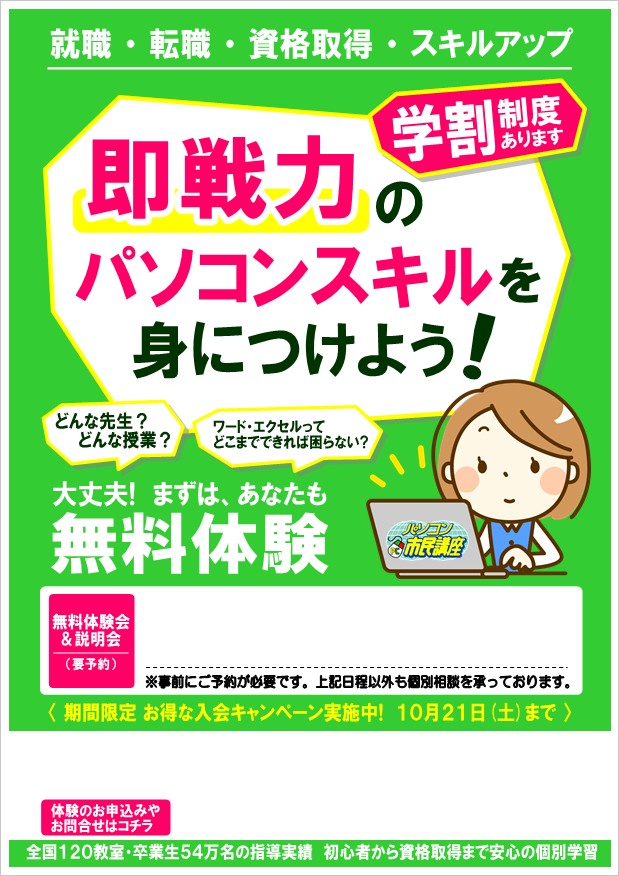 就職・転職・資格取得・スキルアップ
学割制度
あります
即戦力の
パソコンスキルを
身につけよう!
どんな先生?
どんな授業?
ワード・エクセルって
どこまでできれば困らない?
大丈夫! まずは、あなたも
無料体験
パソコン
市民講座
無料体験会
&説明会
(要予約)
※事前にご予約が必要です。上記日程以外も個別相談を承っております。
〈 期間限定 お得な入会キャンペーン実施中! 10月21日(土)まで 〉
体験のお申込みや
お問合せはコチラ
全国120教室・卒業生54万名の指導実績 初心者から資格取得まで安心の個別学習